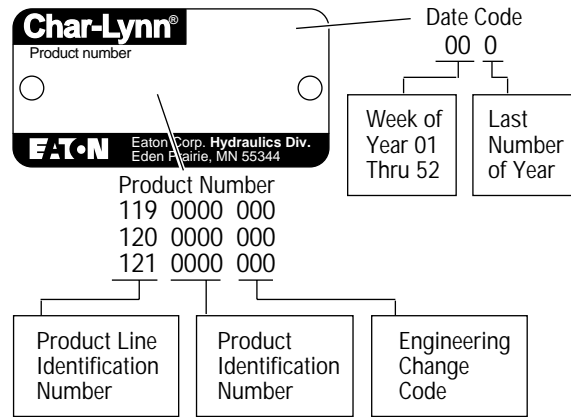 Char-Lynn®
Product number
EATON
Eaton Corp. Hydraulics Div.
Eden Prairie, MN 55344
Date Code
00 0
Week of
Year 01
Thru 52
Last
Number
of Year
Product Number
119 0000 000
120 0000 000
121 0000 000
Product Line
Identification
Number
Product
Identification
Number
Engineering
Change
Code